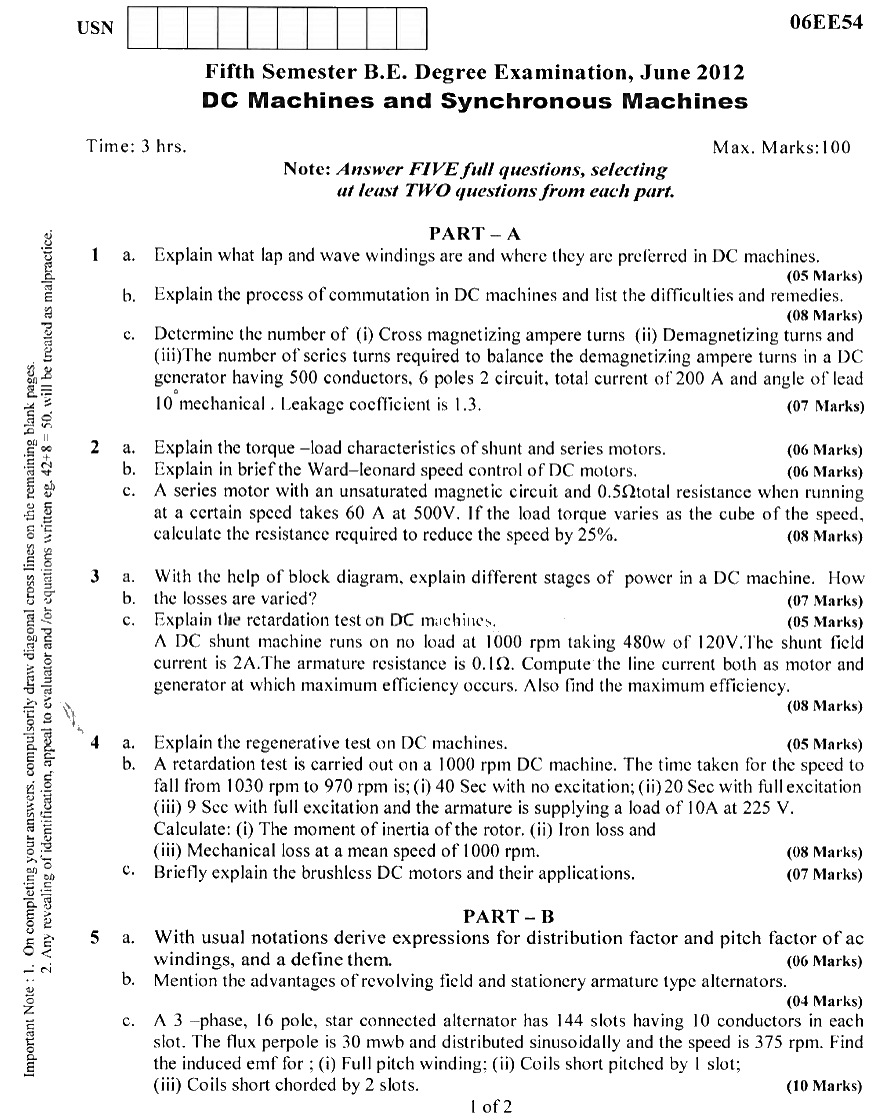 USN
06EE54
Fifth Semester B.E. Degree Examination, June 2012
DC Machines and Synchronous Machines
Time: 3 hrs.
Max. Marks:100
Note: Answer FIVE full questions, selecting
at least TWO questions from each part.
PART – A
1 a. Explain what lap and wave windings are and where they are preferred in DC machines.
(05 Marks)
b. Explain the process of commutation in DC machines and list the difficulties and remedies.
(08 Marks)
c. Determine the number of (i) Cross magnetizing ampere turns (ii) Demagnetizing turns and
(iii)The number of series turns required to balance the demagnetizing ampere turns in a DC
generator having 500 conductors, 6 poles 2 circuit, total current of 200 A and angle of lead
10° mechanical . Leakage coefficient is 1.3. (07 Marks)
2 a. Explain the torque –load characteristics of shunt and series motors. (06 Marks)
b. Explain in brief the Ward–leonard speed control of DC motors. (06 Marks)
c. A series motor with an unsaturated magnetic circuit and 0.5Ωtotal resistance when running
at a certain speed takes 60 A at 500V. If the load torque varies as the cube of the speed,
calculate the resistance required to reduce the speed by 25%. (08 Marks)
3 a. With the help of block diagram, explain different stages of power in a DC machine. How
b. the losses are varied? (07 Marks)
c. Explain the retardation test on DC machines. (05 Marks)
A DC shunt machine runs on no load at 1000 rpm taking 480w of 120V.The shunt field
current is 2A.The armature resistance is 0.1Ω. Compute the line current both as motor and
generator at which maximum efficiency occurs. Also find the maximum efficiency.
(08 Marks)
4 a. Explain the regenerative test on DC machines. (05 Marks)
b. A retardation test is carried out on a 1000 rpm DC machine. The time taken for the speed to
fall from 1030 rpm to 970 rpm is; (i) 40 Sec with no excitation; (ii) 20 Sec with full excitation
(iii) 9 Sec with full excitation and the armature is supplying a load of 10A at 225 V.
Calculate: (i) The moment of inertia of the rotor. (ii) Iron loss and
(iii) Mechanical loss at a mean speed of 1000 rpm. (08 Marks)
c. Briefly explain the brushless DC motors and their applications. (07 Marks)
PART – B
5 a. With usual notations derive expressions for distribution factor and pitch factor of ac
windings, and a define them. (06 Marks)
b. Mention the advantages of revolving field and stationery armature type alternators.
(04 Marks)
c. A 3 –phase, 16 pole, star connected alternator has 144 slots having 10 conductors in each
slot. The flux perpole is 30 mwb and distributed sinusoidally and the speed is 375 rpm. Find
the induced emf for ; (i) Full pitch winding; (ii) Coils short pitched by 1 slot;
(iii) Coils short chorded by 2 slots. (10 Marks)
1 of 2
Important Note : 1. On completing your answers, compulsorily draw diagonal cross lines on the remaining blank pages.
2. Any revealing of identification, appeal to evaluator and /or equations written eg, 42+8 = 50, will be treated as malpractice.